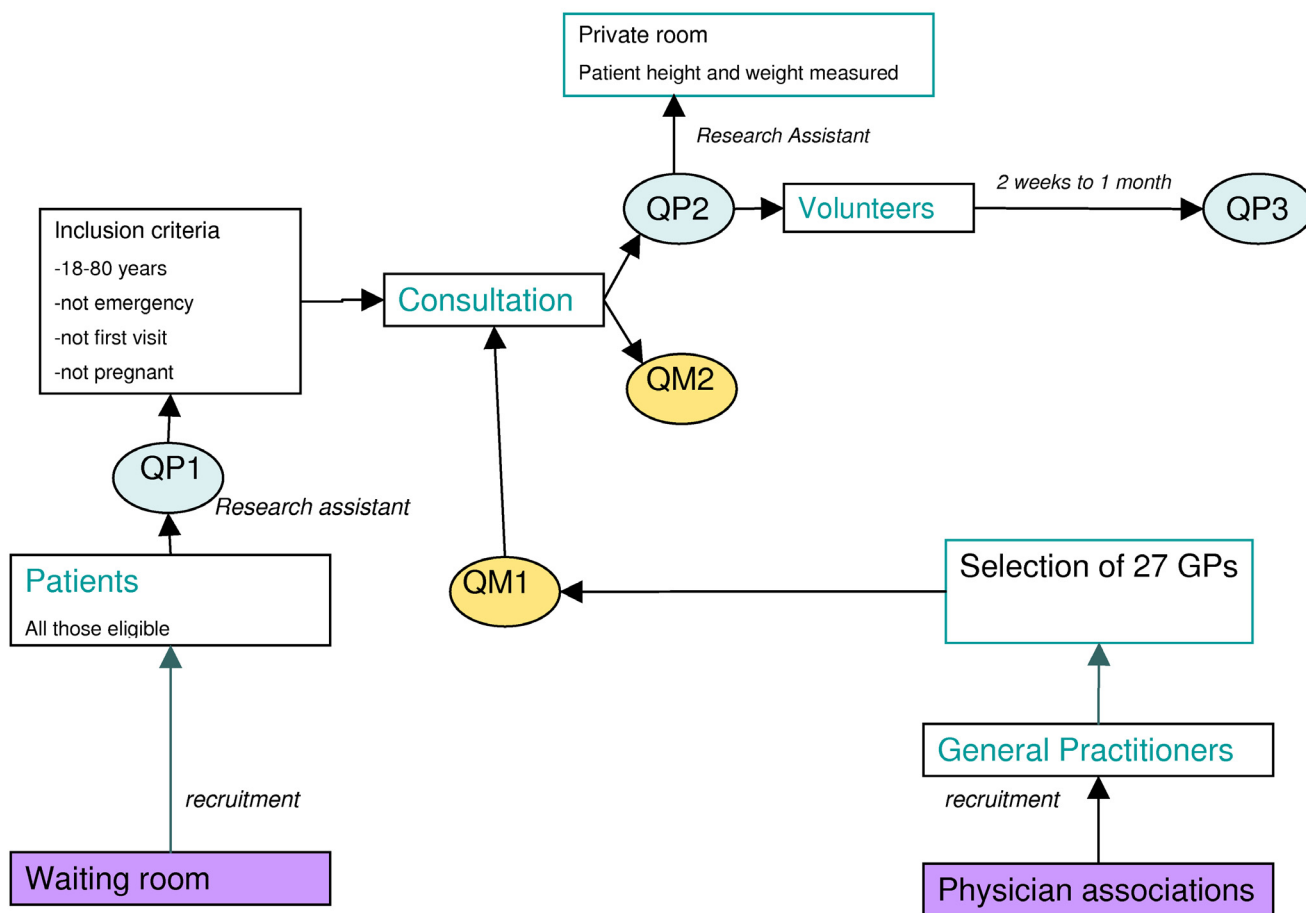 Private room
Patient height and weight measured
Research Assistant
QP2
Volunteers
2 weeks to 1 month
QP3
Inclusion criteria
-18-80 years
-not emergency
-not first visit
-not pregnant
Consultation
QM2
QP1
Research assistant
Patients
All those eligible
QM1
Selection of 27 GPs
General Practitioners
recruitment
recruitment
Waiting room
Physician associations